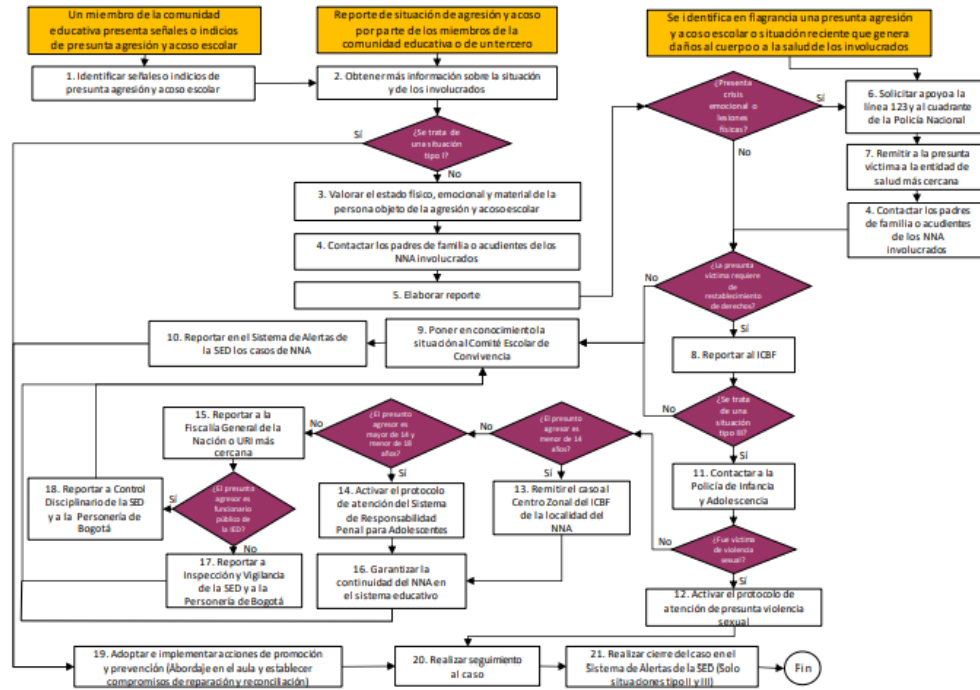 Un miembro de la comunidad
educativa presenta señales o indicios
de presunta agresión y acoso escolar
Reporte de situación de agresión y acoso
por parte de los miembros de la
comunidad educativa o de un tercero
Se identifica en flagrancia una presunta agresión
y acoso escolar o situación reciente que genera
daños al cuerpo o a la salud de los involucrados
1. Identificar señales o indicios de
presunta agresión y acoso escolar
2. Obtener más información sobre la situación
y de los involucrados
¿Presenta
crisis
emocional o
lesiones
físicas?
Sí
No
6. Solicitar apoyo a la
línea 123 y al cuadrante
de la Policía Nacional
Sí
¿Se trata de
una situación
tipo I?
No
7. Remitir a la presunta
víctima a la entidad de
salud más cercana
3. Valorar el estado físico, emocional y material de la
persona objeto de la agresión y acoso escolar
4. Contactar los padres de
familia o acudientes
de los NNA
involucrados
4. Contactar los padres de familia o acudientes de los
NNA involucrados
5. Elaborar reporte
No
¿La presunta
víctima requiere
de
restablecimiento
de derechos?
Sí
10. Reportar en el Sistema de Alertas de
la SED los casos de NNA
9. Poner en conocimiento la
situación al Comité Escolar de
Convivencia
8. Reportar al ICBF
No
¿Se trata
de una
situación
tipo III?
Sí
15. Reportar a la
Fiscalía General de la
Nación o URI más
cercana
No
¿El presunto
agresor es
mayor de 14 y
menor de 18
años?
Sí
No
¿El presunto
agresor es
menor de 14
años?
No
11. Contactar a la
Policía de Infancia
y Adolescencia
18. Reportar a Control
Disciplinario de la SED
y a la Personería de
Bogotá
Sí
¿El presunto
agresor es
funcionario
público de
la IED?
No
14. Activar el protocolo
de atención del Sistema
de Responsabilidad
Penal para Adolescentes
13. Remitir el caso al
Centro Zonal del ICBF
de la localidad del
NNA
No
¿Fue víctima
de violencia
sexual?
Sí
17. Reportar a
Inspección y Vigilancia
de la SED y a la
Personería de Bogotá
16. Garantizar la
continuidad del NNA en
el sistema educativo
12. Activar el protocolo de
atención de presunta violencia
sexual
19. Adoptar e implementar acciones de promoción
y prevención (Abordaje en el aula y establecer
compromisos de reparación y reconciliación)
20. Realizar seguimiento
al caso
21. Realizar cierre del caso en el
Sistema de Alertas de la SED (Solo
situaciones tipo II y III)
Fin